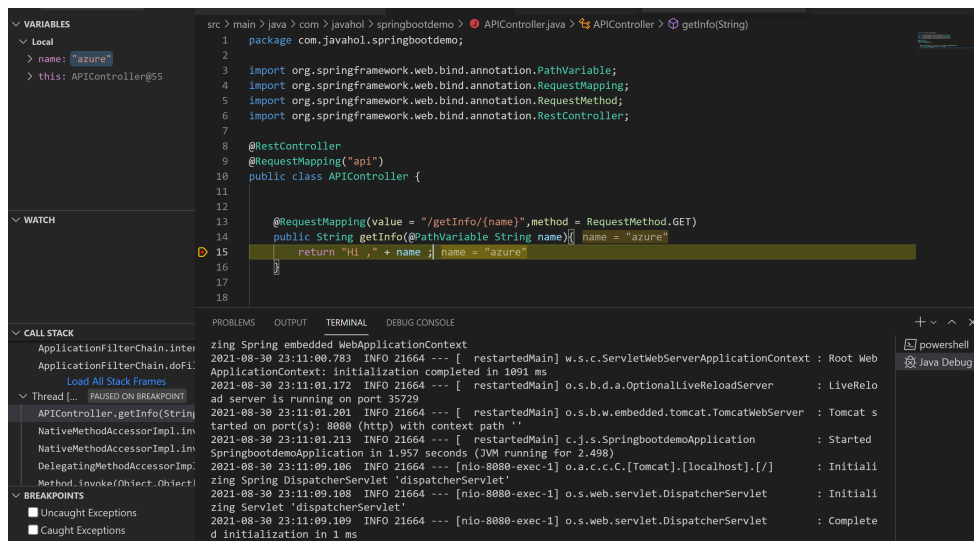 VARIABLES
Local
name: "azure"
this: APIController@55
WATCH
CALL STACK
ApplicationFilterChain.inter
ApplicationFilterChain.doFi
Load All Stack Frames
Thread [... PAUSED ON BREAKPOINT
APIController.getInfo(String
NativeMethodAccessorImpl.inv
NativeMethodAccessorImpl.inv
DelegatingMethodAccessorImp
Method.invoke(Object,Object
BREAKPOINTS
Uncaught Exceptions
Caught Exceptions
src > main > java > com > javahol > springbootdemo > APIController.java > APIController > getInfo(String)
1 package com.javahol.springbootdemo;
2
3 import org.springframework.web.bind.annotation.PathVariable;
4 import org.springframework.web.bind.annotation.RequestMapping;
5 import org.springframework.web.bind.annotation.RequestMethod;
6 import org.springframework.web.bind.annotation.RestController;
7
8 @RestController
9 @RequestMapping("api")
10 public class APIController {
11
12
13 @RequestMapping(value = "/getInfo/{name}",method = RequestMethod.GET)
14 public String getInfo(@PathVariable String name){ name = "azure"
15 return "Hi ," + name ; name = "azure"
16 }
17
18
PROBLEMS OUTPUT TERMINAL DEBUG CONSOLE
zing Spring embedded WebApplicationContext
2021-08-30 23:11:00.783 INFO 21664 --- [ restartedMain] w.s.c.ServletWebServerApplicationContext : Root Web
ApplicationContext: initialization completed in 1091 ms
2021-08-30 23:11:01.172 INFO 21664 --- [ restartedMain] o.s.b.d.a.OptionalLiveReloadServer : LiveRelo
ad server is running on port 35729
2021-08-30 23:11:01.201 INFO 21664 --- [ restartedMain] o.s.b.w.embedded.tomcat.TomcatWebServer : Tomcat s
tarted on port(s): 8080 (http) with context path ''
2021-08-30 23:11:01.213 INFO 21664 --- [ restartedMain] c.j.s.SpringbootdemoApplication : Started
SpringbootdemoApplication in 1.957 seconds (JVM running for 2.498)
2021-08-30 23:11:09.106 INFO 21664 --- [nio-8080-exec-1] o.a.c.c.C.[Tomcat].[localhost].[/] : Initiali
zing Spring DispatcherServlet 'dispatcherServlet'
2021-08-30 23:11:09.108 INFO 21664 --- [nio-8080-exec-1] o.s.web.servlet.DispatcherServlet : Initiali
zing Servlet 'dispatcherServlet'
2021-08-30 23:11:09.109 INFO 21664 --- [nio-8080-exec-1] o.s.web.servlet.DispatcherServlet : Complete
d initialization in 1 ms
powershell
Java Debug